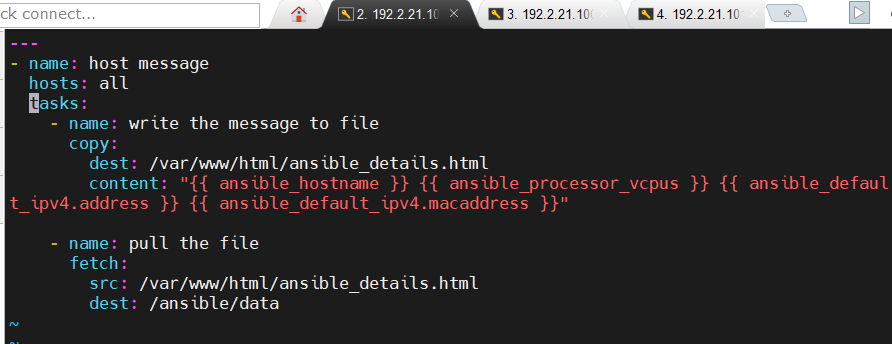 ck connect...
2. 192.2.21.10
3. 192.2.21.10
4. 192.2.21.10
---
- name: host message
  hosts: all
  tasks:
    - name: write the message to file
      copy:
        dest: /var/www/html/ansible_details.html
        content: "{{ ansible_hostname }} {{ ansible_processor_vcpus }} {{ ansible_defaul
t_ipv4.address }} {{ ansible_default_ipv4.macaddress }}"
    - name: pull the file
      fetch:
        src: /var/www/html/ansible_details.html
        dest: /ansible/data
~
~